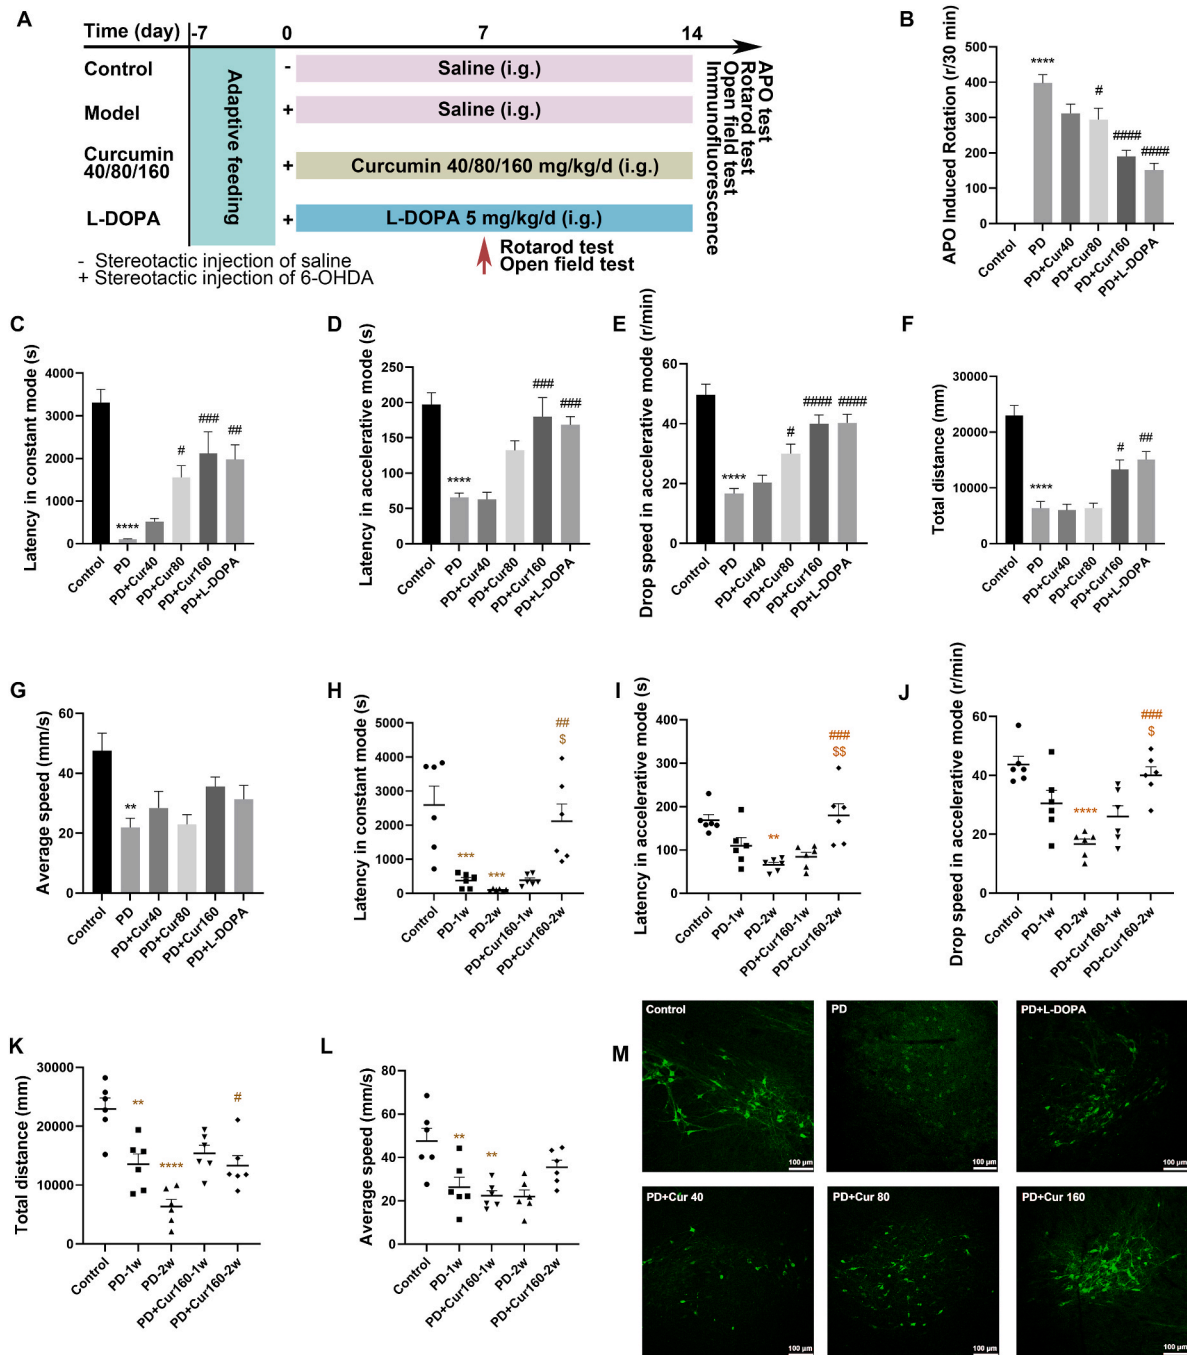 A
Time (day)
-7
0
7
14
Control
-
Saline (i.g.)
Model
+
Saline (i.g.)
Curcumin
40/80/160
+
Curcumin 40/80/160 mg/kg/d (i.g.)
L-DOPA
+
L-DOPA 5 mg/kg/d (i.g.)
Adaptive feeding
APO test
Rotarod test
Open field test
Immunofluorescence
Rotarod test
Open field test
- Stereotactic injection of saline
+ Stereotactic injection of 6-OHDA
B
APO Induced Rotation (r/30 min)
500
400
300
200
100
0
****
#
####
####
Control
PD
PD+Cur40
PD+Cur80
PD+Cur160
PD+L-DOPA
C
Latency in constant mode (s)
4000
3000
2000
1000
0
****
#
###
##
Control
PD
PD+Cur40
PD+Cur80
PD+Cur160
PD+L-DOPA
D
Latency in accelerative mode (s)
200
150
100
50
0
****
###
###
Control
PD
PD+Cur40
PD+Cur80
PD+Cur160
PD+L-DOPA
E
Drop speed in accelerative mode (r/min)
60
40
20
0
****
#
####
####
Control
PD
PD+Cur40
PD+Cur80
PD+Cur160
PD+L-DOPA
F
Total distance (mm)
30000
20000
10000
0
****
#
##
Control
PD
PD+Cur40
PD+Cur80
PD+Cur160
PD+L-DOPA
G
Average speed (mm/s)
60
40
20
0
**
Control
PD
PD+Cur40
PD+Cur80
PD+Cur160
PD+L-DOPA
H
Latency in constant mode (s)
5000
4000
3000
2000
1000
0
***
***
##
$
Control
PD-1w
PD-2w
PD+Cur160-1w
PD+Cur160-2w
I
Latency in accelerative mode (s)
400
300
200
100
0
**
###
$$
Control
PD-1w
PD-2w
PD+Cur160-1w
PD+Cur160-2w
J
Drop speed in accelerative mode (r/min)
60
40
20
0
****
###
$
Control
PD-1w
PD-2w
PD+Cur160-1w
PD+Cur160-2w
K
Total distance (mm)
30000
20000
10000
0
**
****
#
Control
PD-1w
PD-2w
PD+Cur160-1w
PD+Cur160-2w
L
Average speed (mm/s)
80
60
40
20
0
**
**
Control
PD-1w
PD+Cur160-1w
PD-2w
PD+Cur160-2w
M
Control
100 μm
PD
100 μm
PD+L-DOPA
100 μm
PD+Cur 40
100 μm
PD+Cur 80
100 μm
PD+Cur 160
100 μm